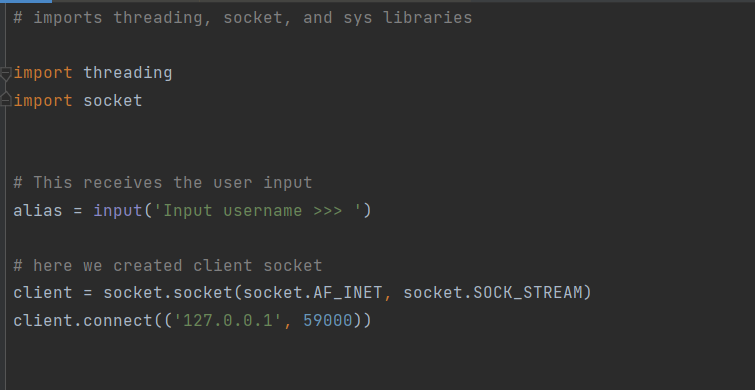 # imports threading, socket, and sys libraries
import threading
import socket
# This receives the user input
alias = input('Input username >>> ')
# here we created client socket
client = socket.socket(socket.AF_INET, socket.SOCK_STREAM)
client.connect(('127.0.0.1', 59000))